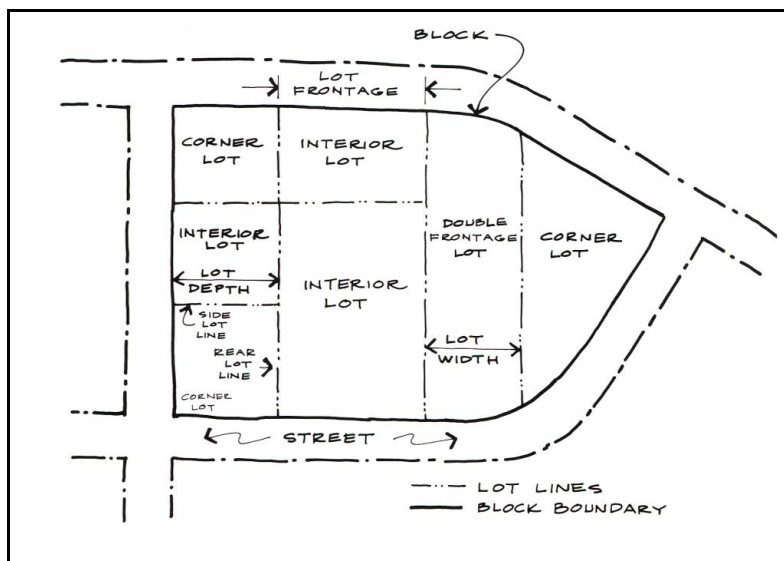 BLOCK
LOT
FRONTAGE
CORNER
LOT
INTERIOR
LOT
INTERIOR
LOT
LOT
DEPTH
SIDE
LOT
LINE
REAR
LOT
LINE
CORNER
LOT
INTERIOR
LOT
DOUBLE
FRONTAGE
LOT
CORNER
LOT
LOT
WIDTH
STREET
LOT LINES
BLOCK BOUNDARY